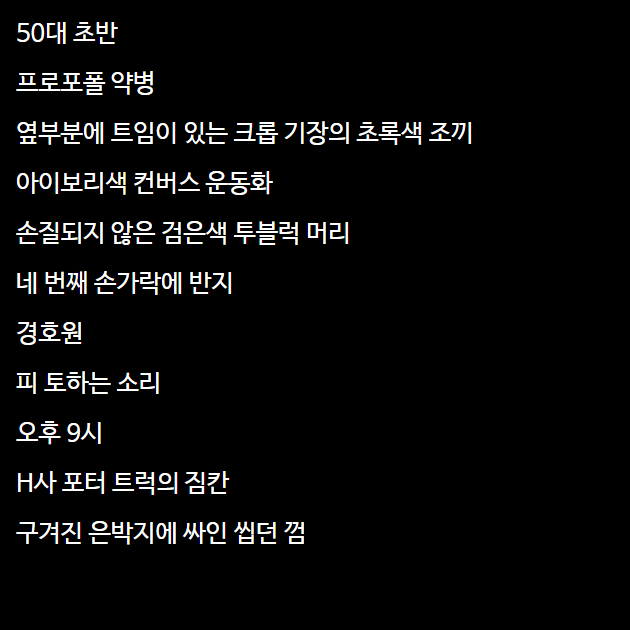 50대 초반
프로포폴 약병
옆부분에 트임이 있는 크롭 기장의 초록색 조끼
아이보리색 컨버스 운동화
손질되지 않은 검은색 투블럭 머리
네 번째 손가락에 반지
경호원
피 토하는 소리
오후 9시
H사 포터 트럭의 짐칸
구겨진 은박지에 싸인 씹던 껌